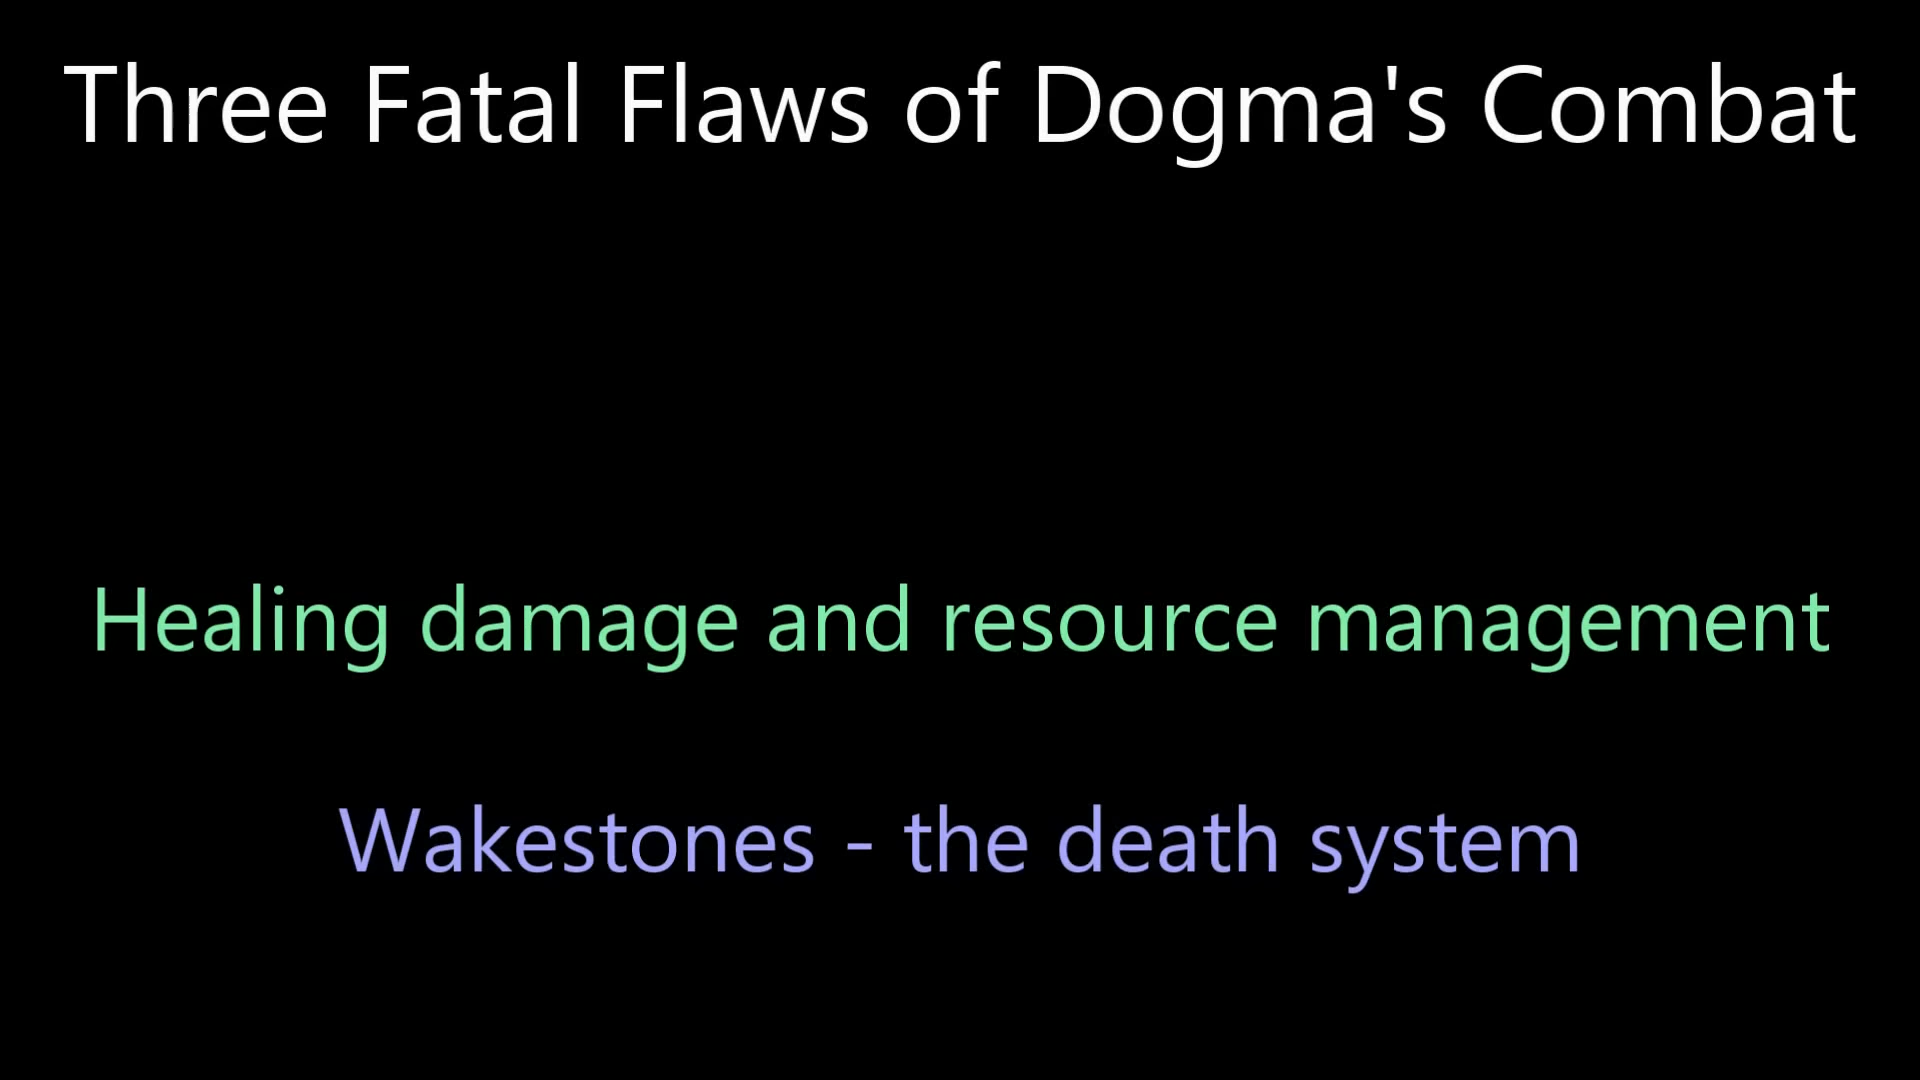 Three Fatal Flaws of Dogma's Combat
Healing damage and resource management
Wakestones - the death system